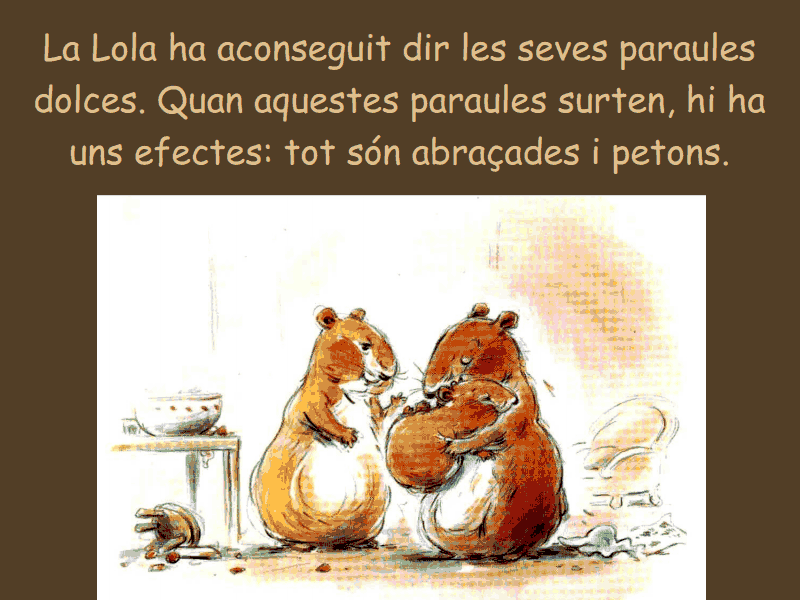 La Lola ha aconseguit dir les seves paraules
dolces. Quan aquestes paraules surten, hi ha
uns efectes: tot són abraçades i petons.